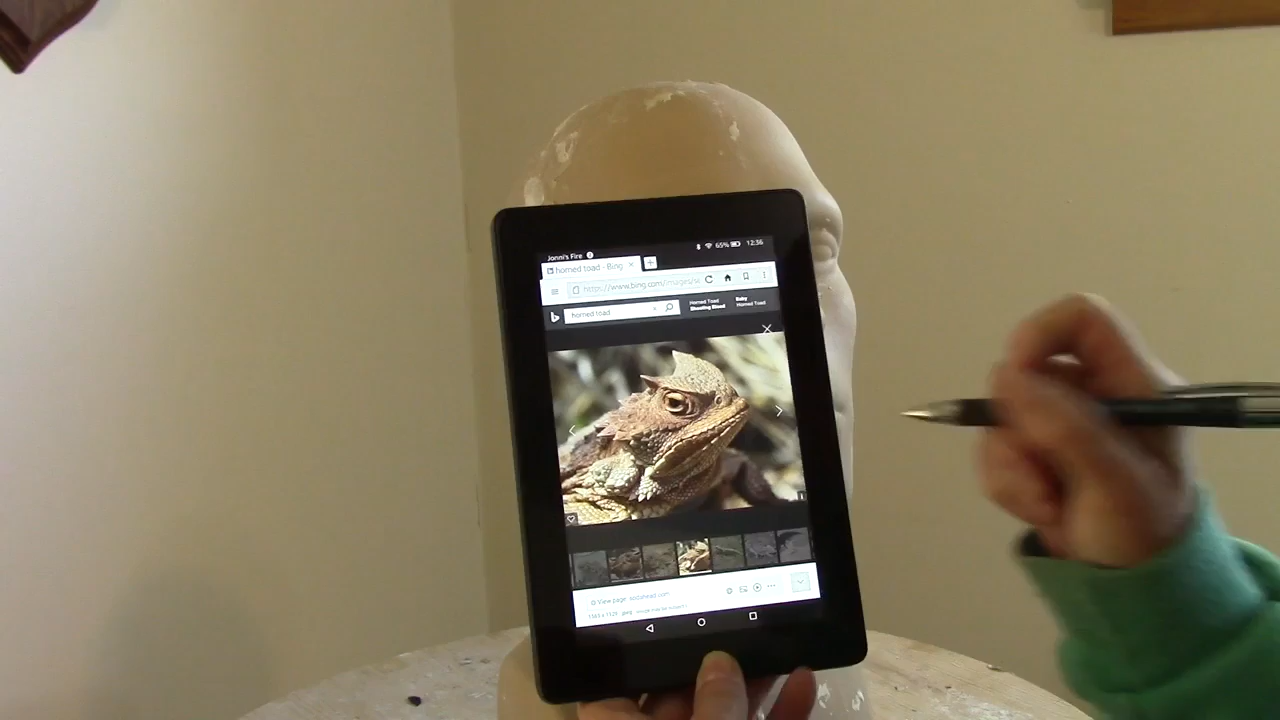 Jonni's Fire
65% 12:36
horned toad - Bing
https://www.bing.com/images/se
horned toad
Horned Toad
Shooting Blood
Baby
Horned Toad
View page